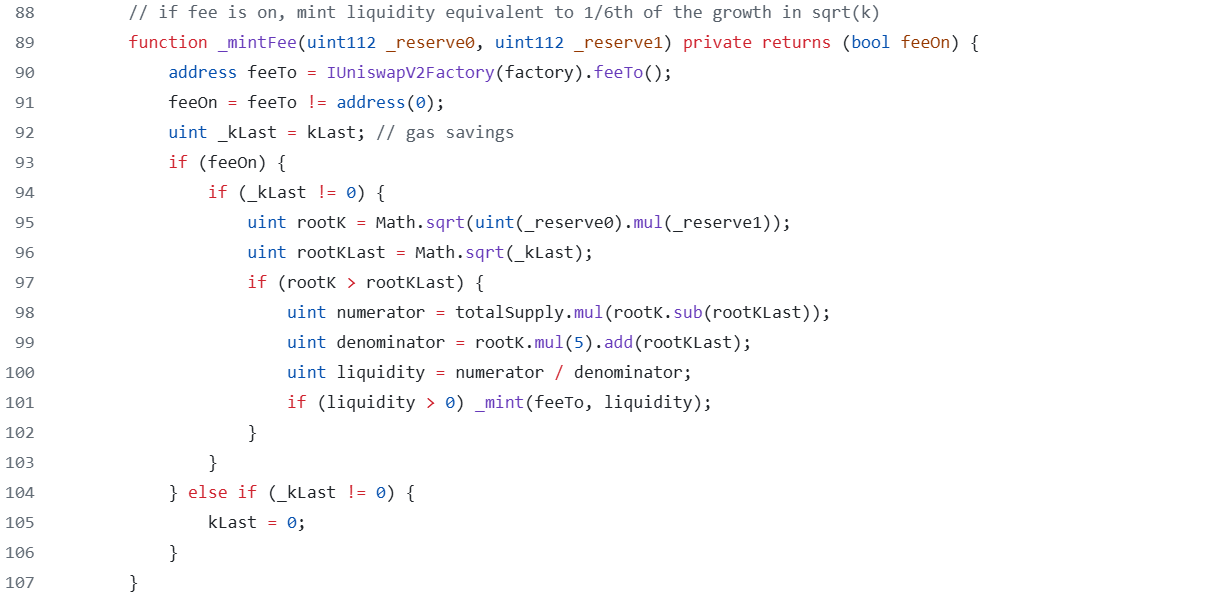 88 // if fee is on, mint liquidity equivalent to 1/6th of the growth in sqrt(k)
89 function _mintFee(uint112 _reserve0, uint112 _reserve1) private returns (bool feeOn) {
90 address feeTo = IUniswapV2Factory(factory).feeTo();
91 feeOn = feeTo != address(0);
92 uint _kLast = kLast; // gas savings
93 if (feeOn) {
94 if (_kLast != 0) {
95 uint rootK = Math.sqrt(uint(_reserve0).mul(_reserve1));
96 uint rootKLast = Math.sqrt(_kLast);
97 if (rootK > rootKLast) {
98 uint numerator = totalSupply.mul(rootK.sub(rootKLast));
99 uint denominator = rootK.mul(5).add(rootKLast);
100 uint liquidity = numerator / denominator;
101 if (liquidity > 0) _mint(feeTo, liquidity);
102 }
103 }
104 } else if (_kLast != 0) {
105 kLast = 0;
106 }
107 }